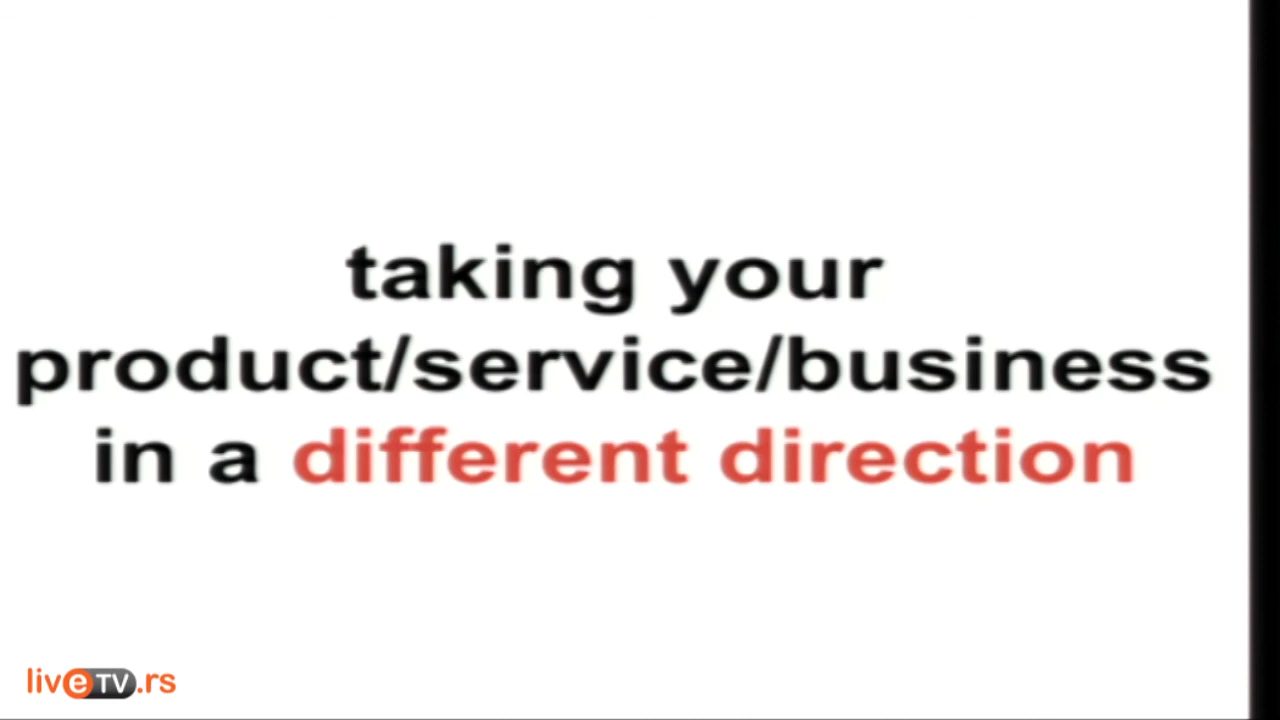 taking your
product/service/business
in a different direction
liveTV.rs